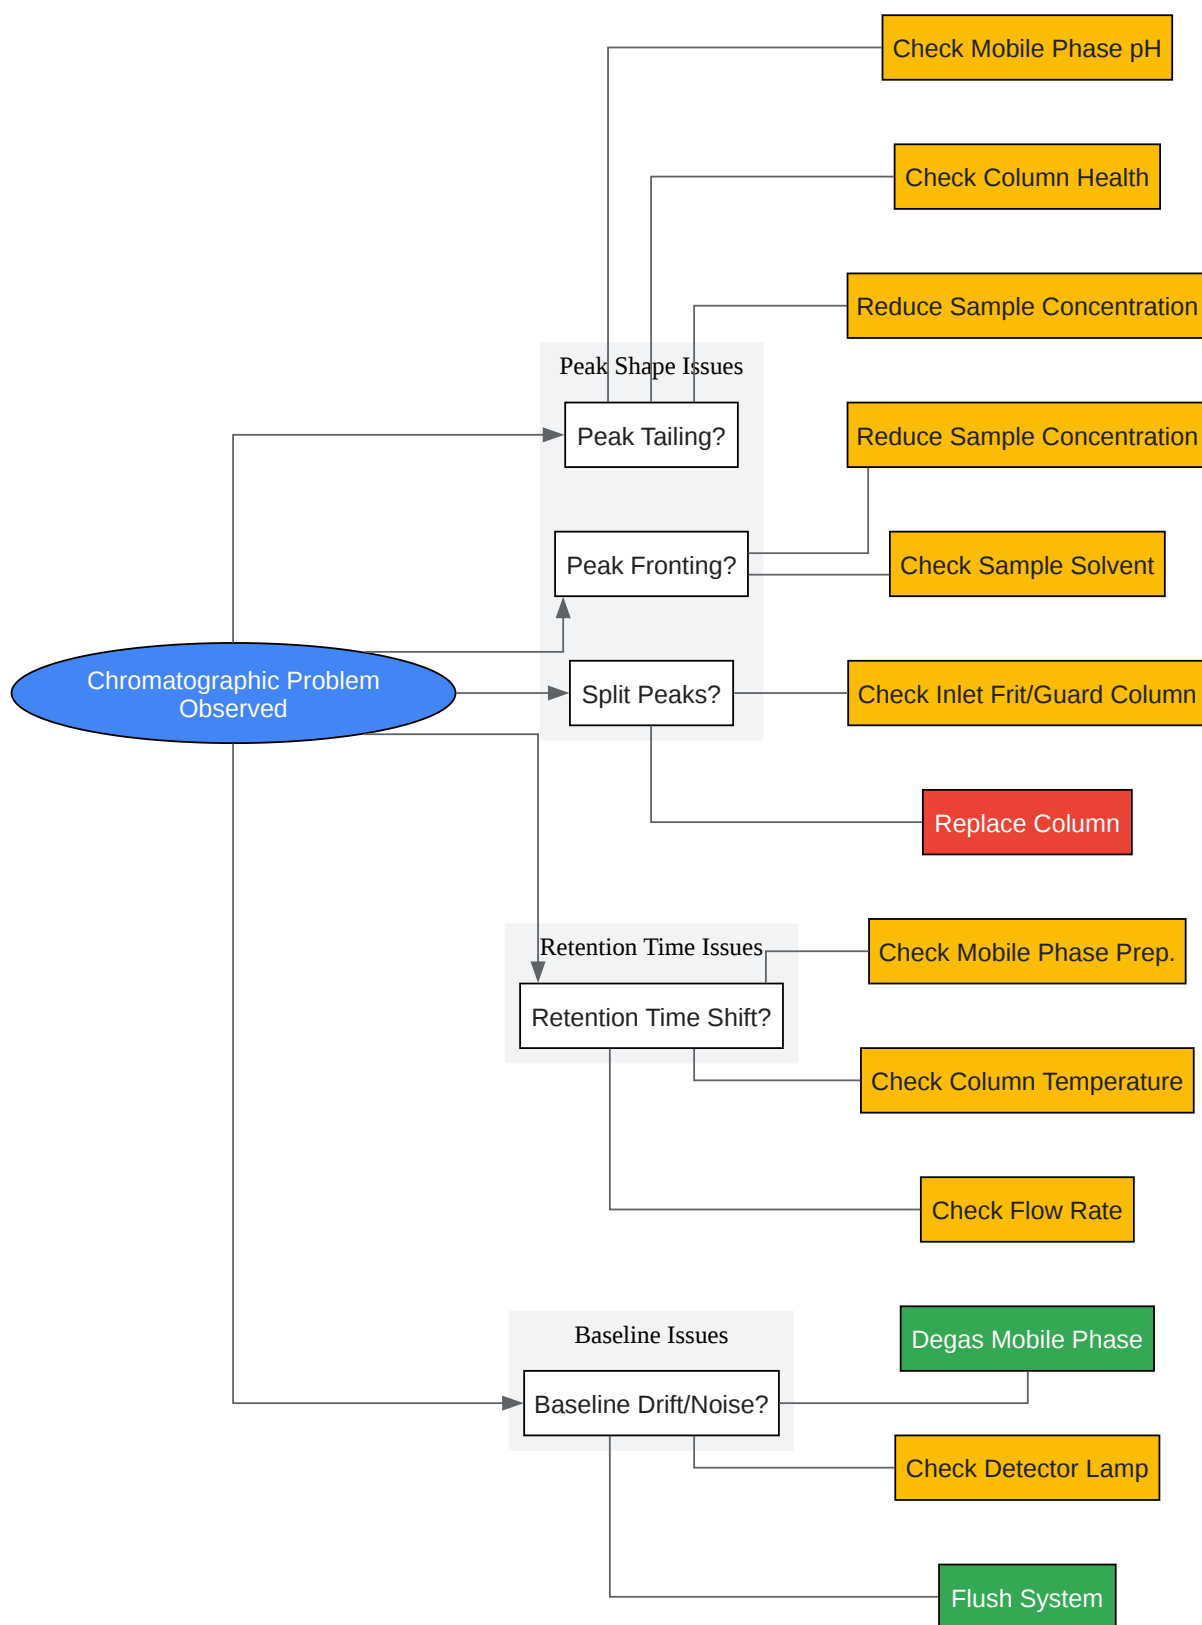 Check Mobile Phase pH
Check Column Health
Reduce Sample Concentration
Peak Shape Issues
Peak Tailing?
Reduce Sample Concentration
Peak Fronting?
Check Sample Solvent
Chromatographic Problem
Observed
Split Peaks?
Check Inlet Frit/Guard Column
Replace Column
Retention Time Issues
Check Mobile Phase Prep.
Retention Time Shift?
Check Column Temperature
Check Flow Rate
Baseline Issues
Degas Mobile Phase
Baseline Drift/Noise?
Check Detector Lamp
Flush System